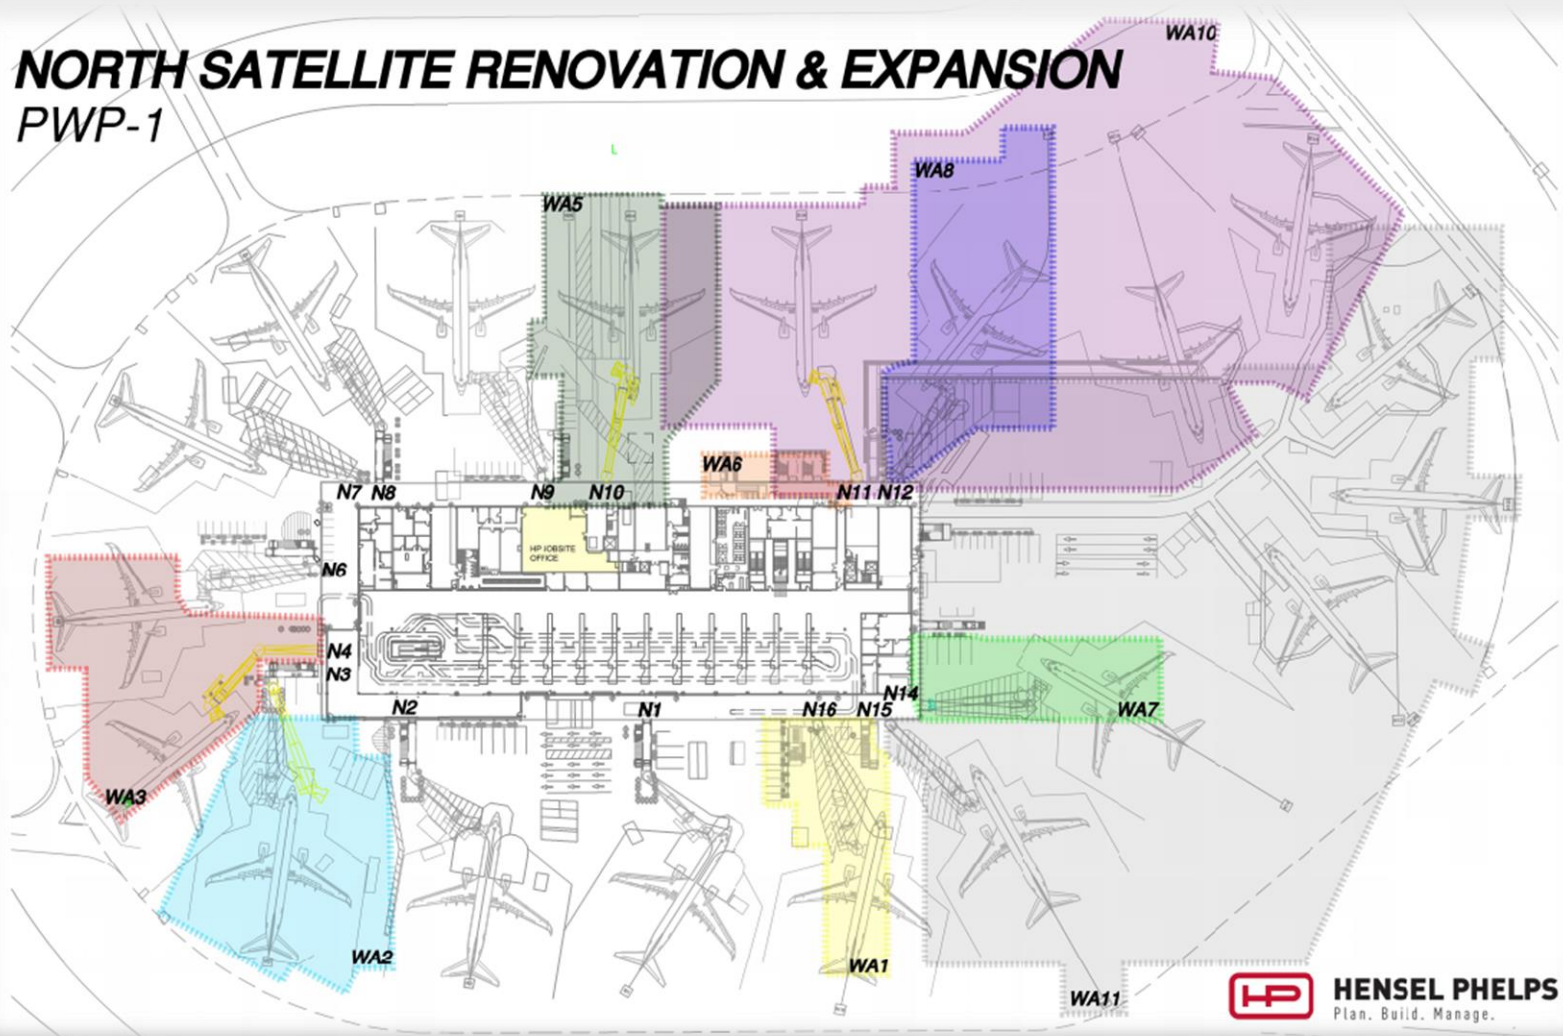 NORTH SATELLITE RENOVATION & EXPANSION
PWP-1
WA10
WA8
WA5
L
WA6
N7 N8 N9 N10 N11 N12
HP JOBSITE
OFFICE
N6
N4
N3
N2 N1 N16 N15 N14
WA7
WA3
WA2
WA1
WA11
HP
HENSEL PHELPS
Plan. Build. Manage.